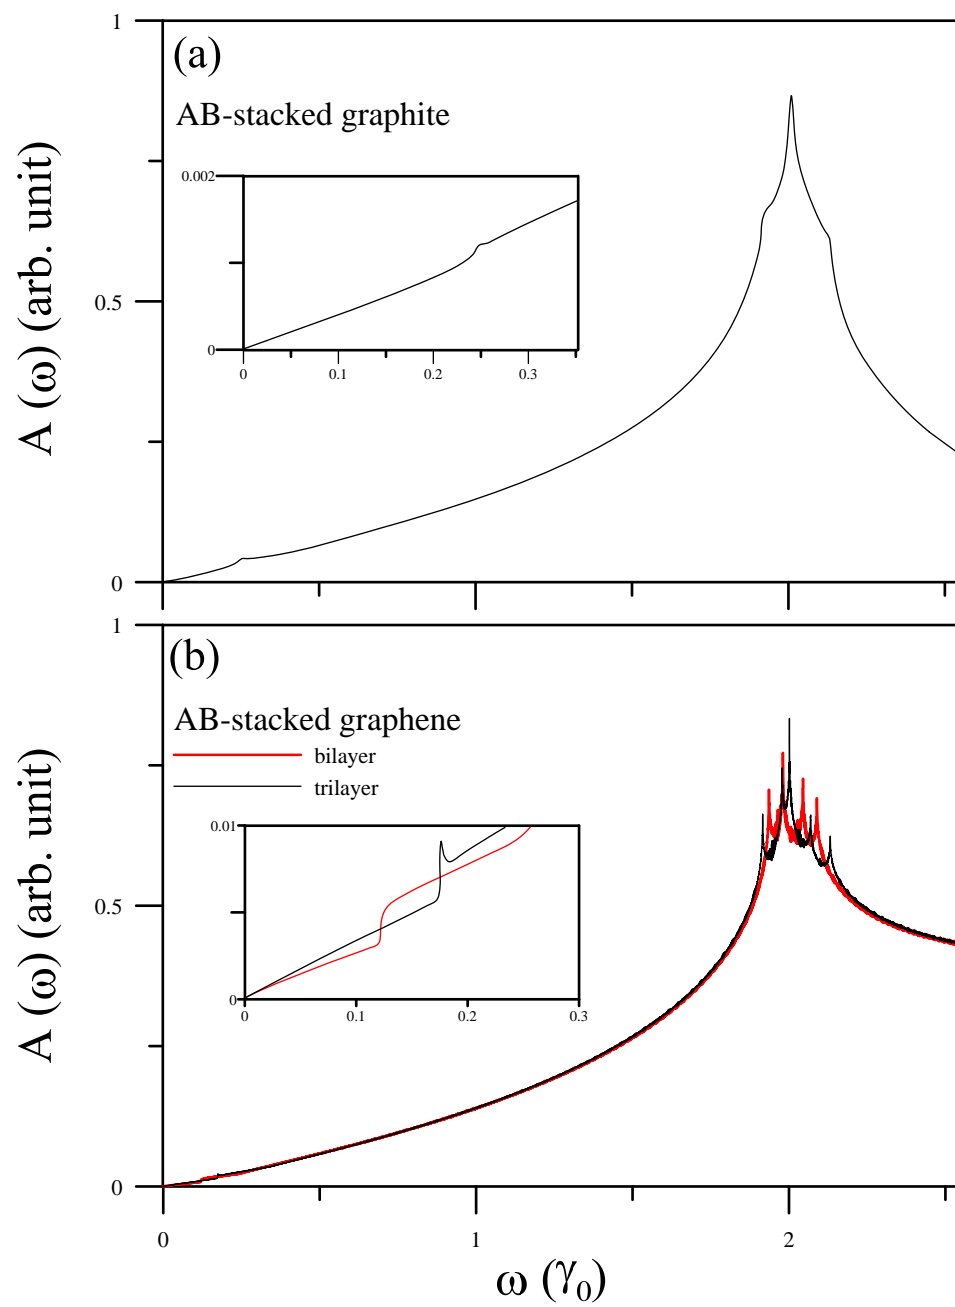 1
(a)
AB-stacked graphite
0.002
0
0 0.1 0.2 0.3
0.5
A (ω) (arb. unit)
0
1
(b)
AB-stacked graphene
bilayer
trilayer
0.01
0
0 0.1 0.2 0.3
0.5
A (ω) (arb. unit)
0
0 1 2
ω (γ0)